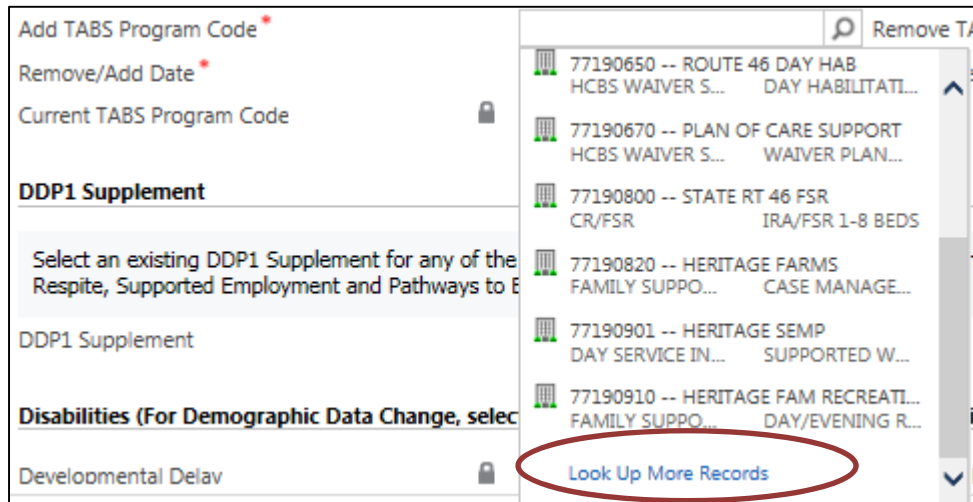 Add TABS Program Code*
Remove TA
Remove/Add Date*
Current TABS Program Code
DDP1 Supplement
Select an existing DDP1 Supplement for any of the
Respite, Supported Employment and Pathways to E
DDP1 Supplement
Disabilities (For Demographic Data Change, selec
Developmental Delay
77190650 -- ROUTE 46 DAY HAB
HCBS WAIVER S... DAY HABILITATI...
77190670 -- PLAN OF CARE SUPPORT
HCBS WAIVER S... WAIVER PLAN...
77190800 -- STATE RT 46 FSR
CR/FSR IRA/FSR 1-8 BEDS
77190820 -- HERITAGE FARMS
FAMILY SUPPO... CASE MANAGE...
77190901 -- HERITAGE SEMP
DAY SERVICE IN... SUPPORTED W...
77190910 -- HERITAGE FAM RECREATI...
FAMILY SUPPO... DAY/EVENING R...
Look Up More Records